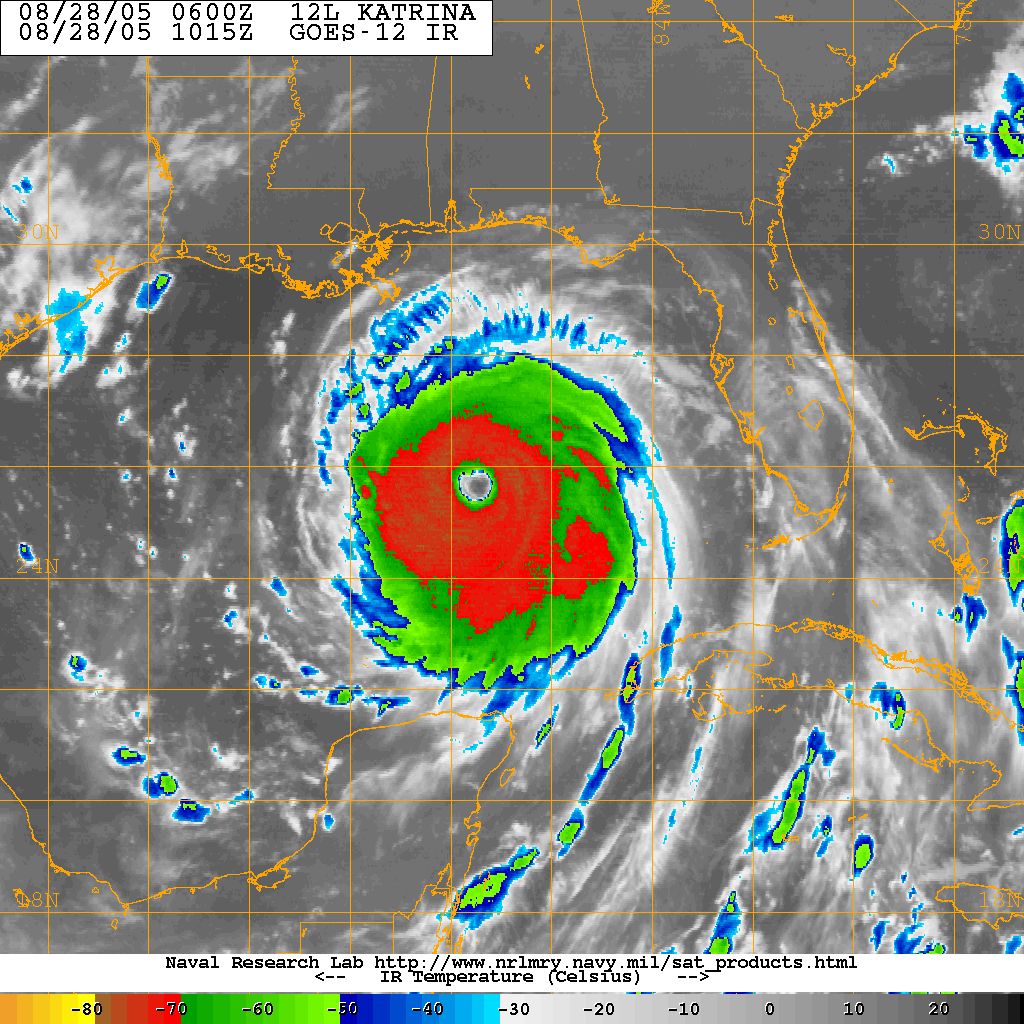 08/28/05 0600Z 12L KATRINA
08/28/05 1015Z GOES-12 IR
84W
78W
30N 30N
24N 24N
18N 18N
Naval Research Lab http://www.nrlmry.navy.mil/sat_products.html
<-- IR Temperature (Celsius) -->
-80 -70 -60 -50 -40 -30 -20 -10 0 10 20